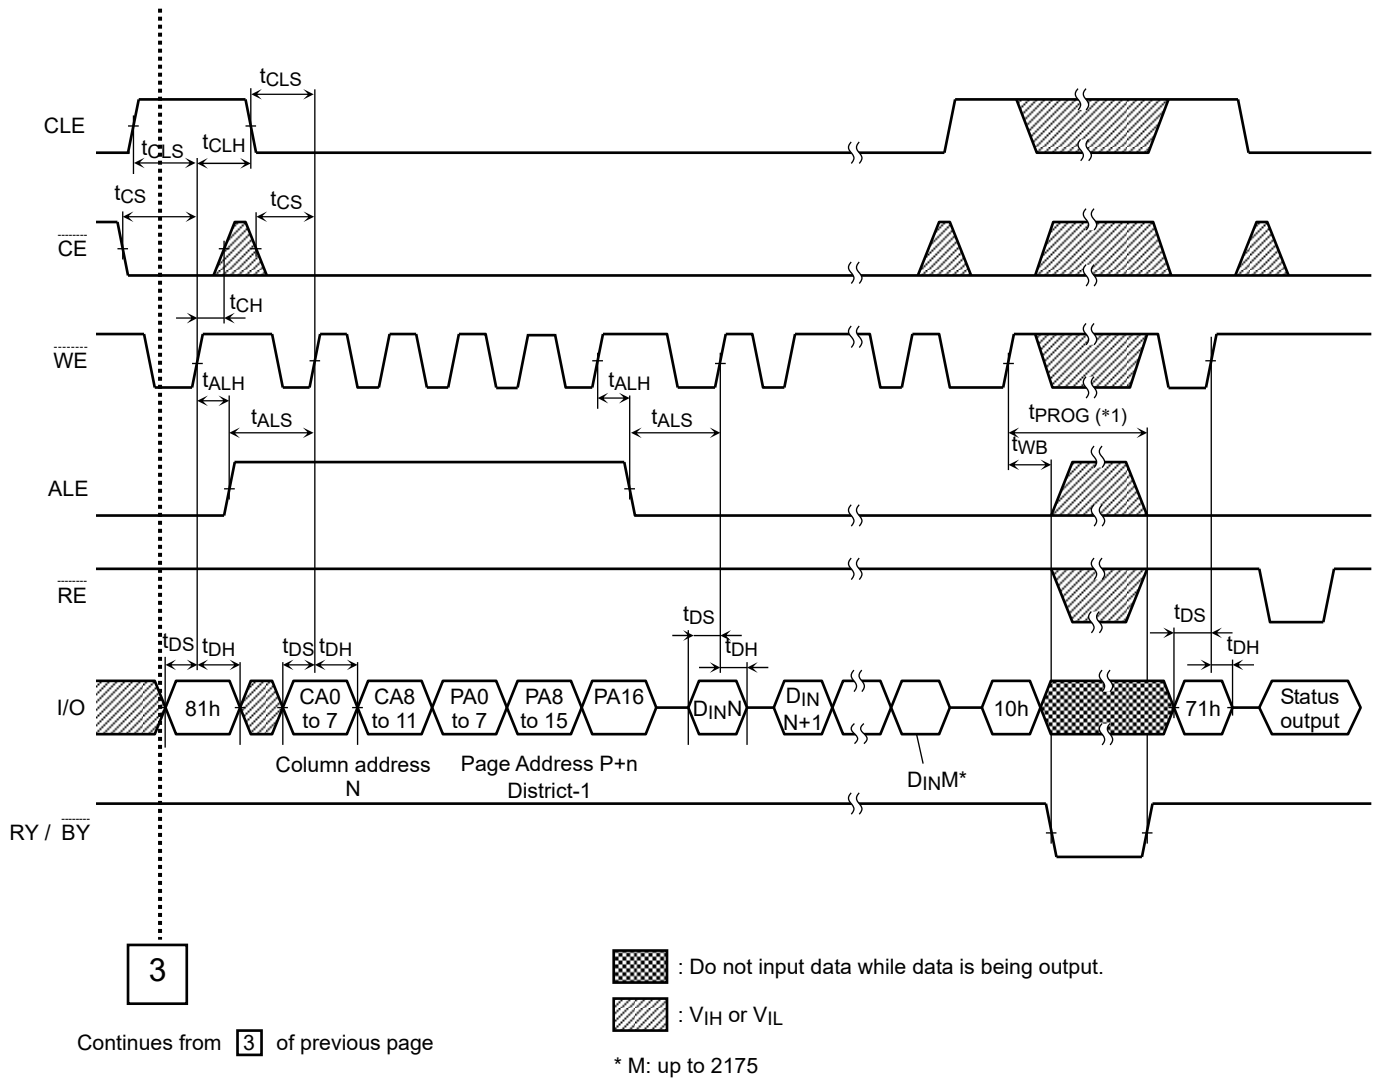 tCLS
CLE
tCLS
tCLH
tCS
tCS
CE
tCH
WE
tALH
tALH
tALS
tALS
tPROG (*1)
tWB
ALE
RE
tDS
tDH
tDS
tDH
tDS
tDH
tDS
tDH
I/O
81h
CA0
to 7
CA8
to 11
PA0
to 7
PA8
to 15
PA16
DINN
DIN
N+1
10h
71h
Status
output
Column address
N
Page Address P+n
District-1
DINM*
RY / BY
3
: Do not input data while data is being output.
: VIH or VIL
Continues from 3 of previous page
* M: up to 2175